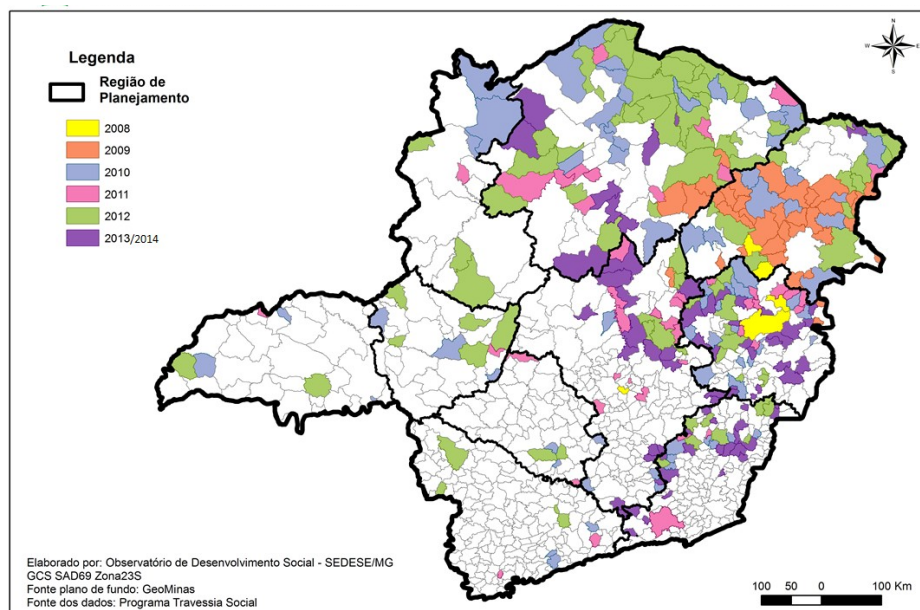 N
W
E
S
Legenda
Região de
Planejamento
2008
2009
2010
2011
2012
2013/2014
Elaborado por: Observatório de Desenvolvimento Social - SEDESE/MG
GCS SAD69 Zona23S
Fonte plano de fundo: GeoMinas
Fonte dos dados: Programa Travessia Social
100 50 0 100 Km